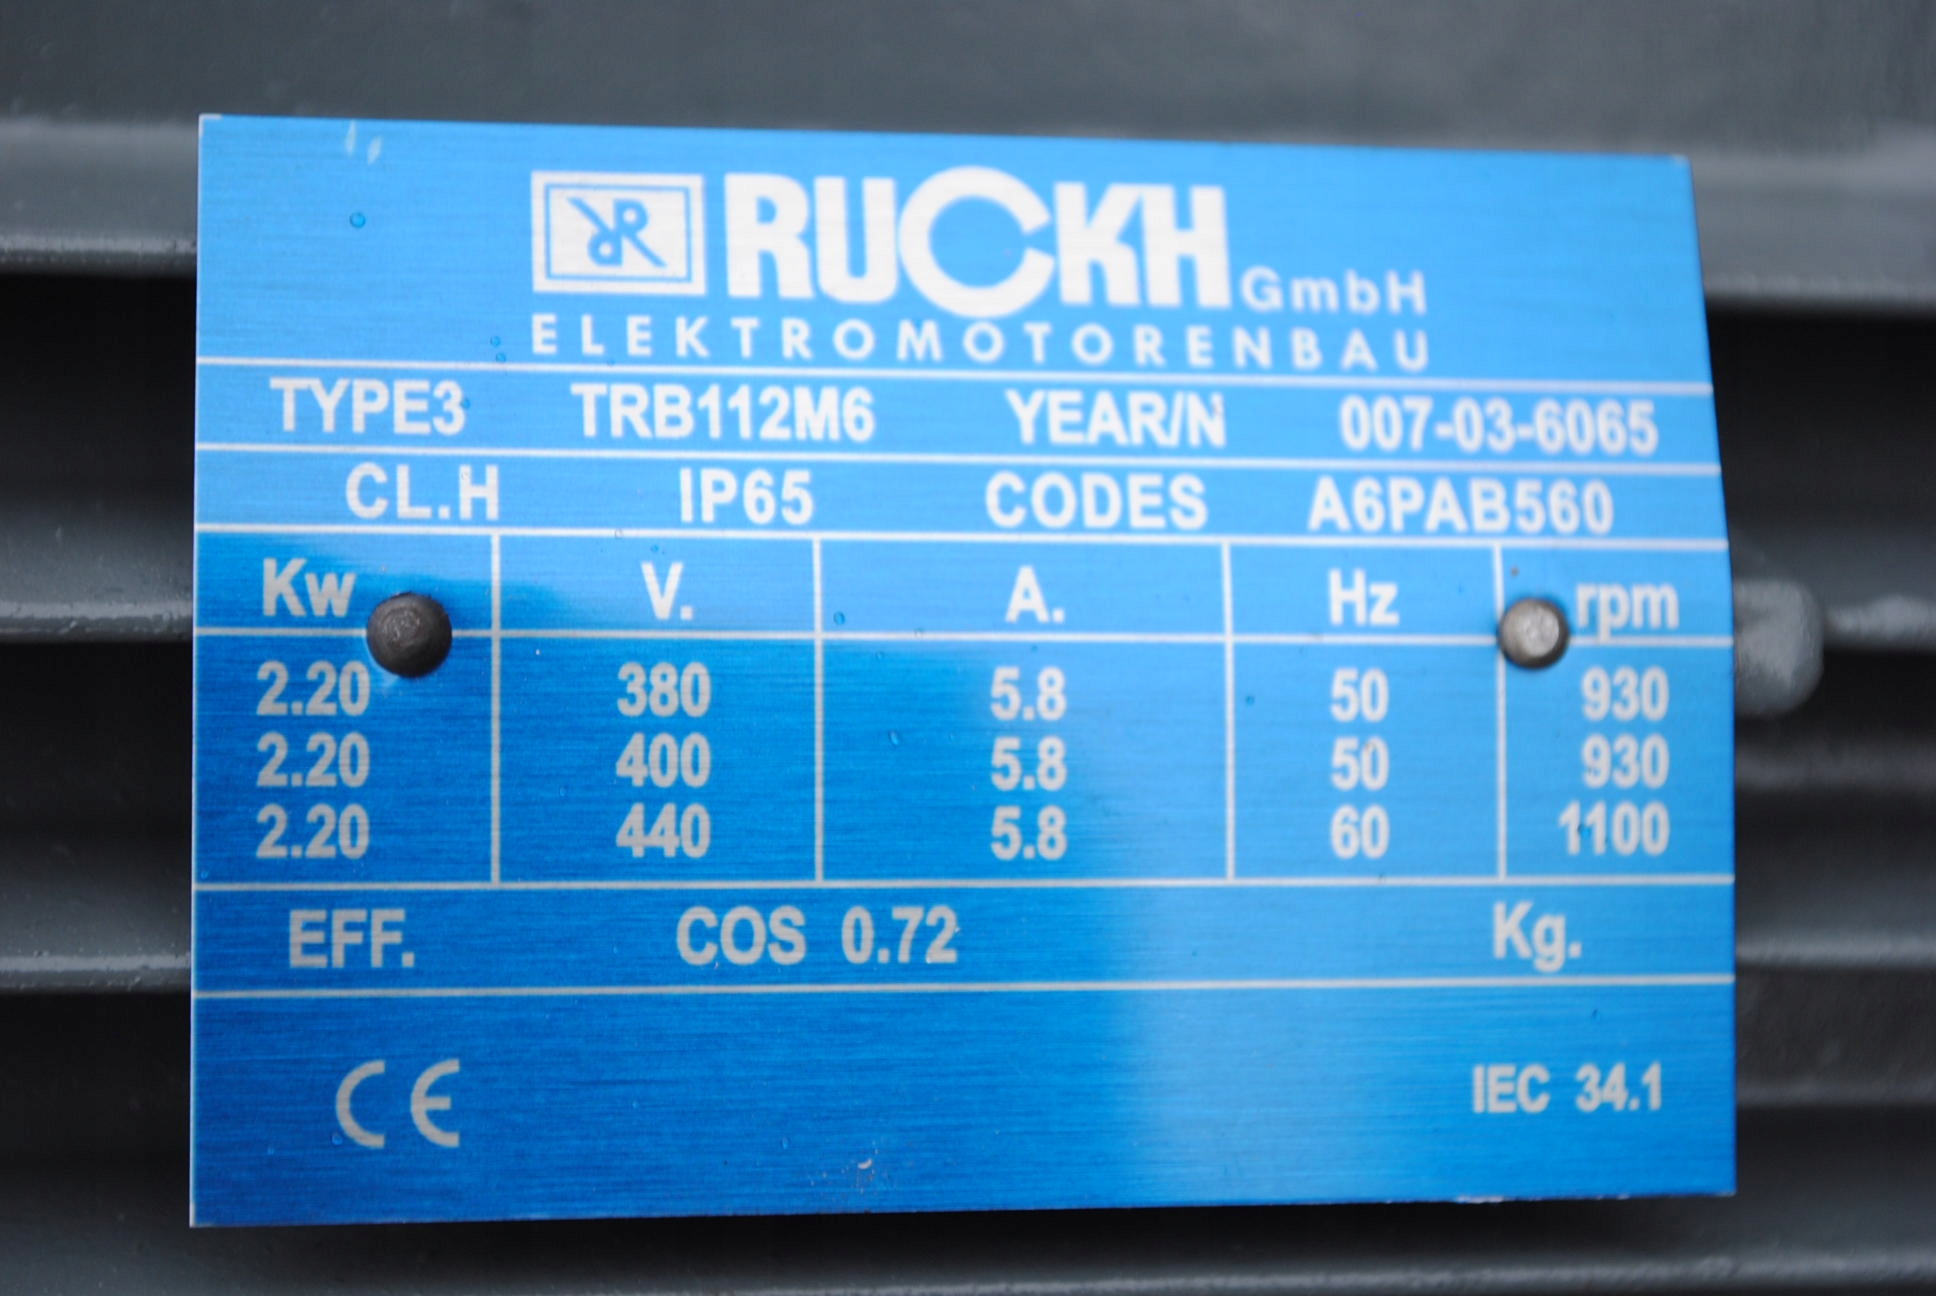 RUCKH GmbH
ELEKTROMOTORENBAU
TYPE3 TRB112M6 YEAR/N 007-03-6065
CL.H IP65 CODES A6PAB560
Kw V. A. Hz rpm
2.20 380 5.8 50 930
2.20 400 5.8 50 930
2.20 440 5.8 60 1100
EFF. COS 0.72 Kg.
CE IEC 34.1